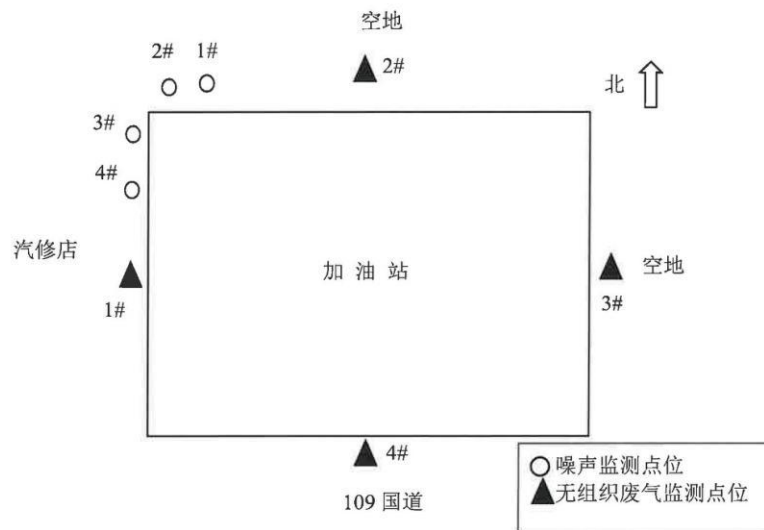 空地
2# 1#
2#
北
3#
4#
汽修店
加油站
空地
1#
3#
4#
噪声监测点位
无组织废气监测点位
109 国道